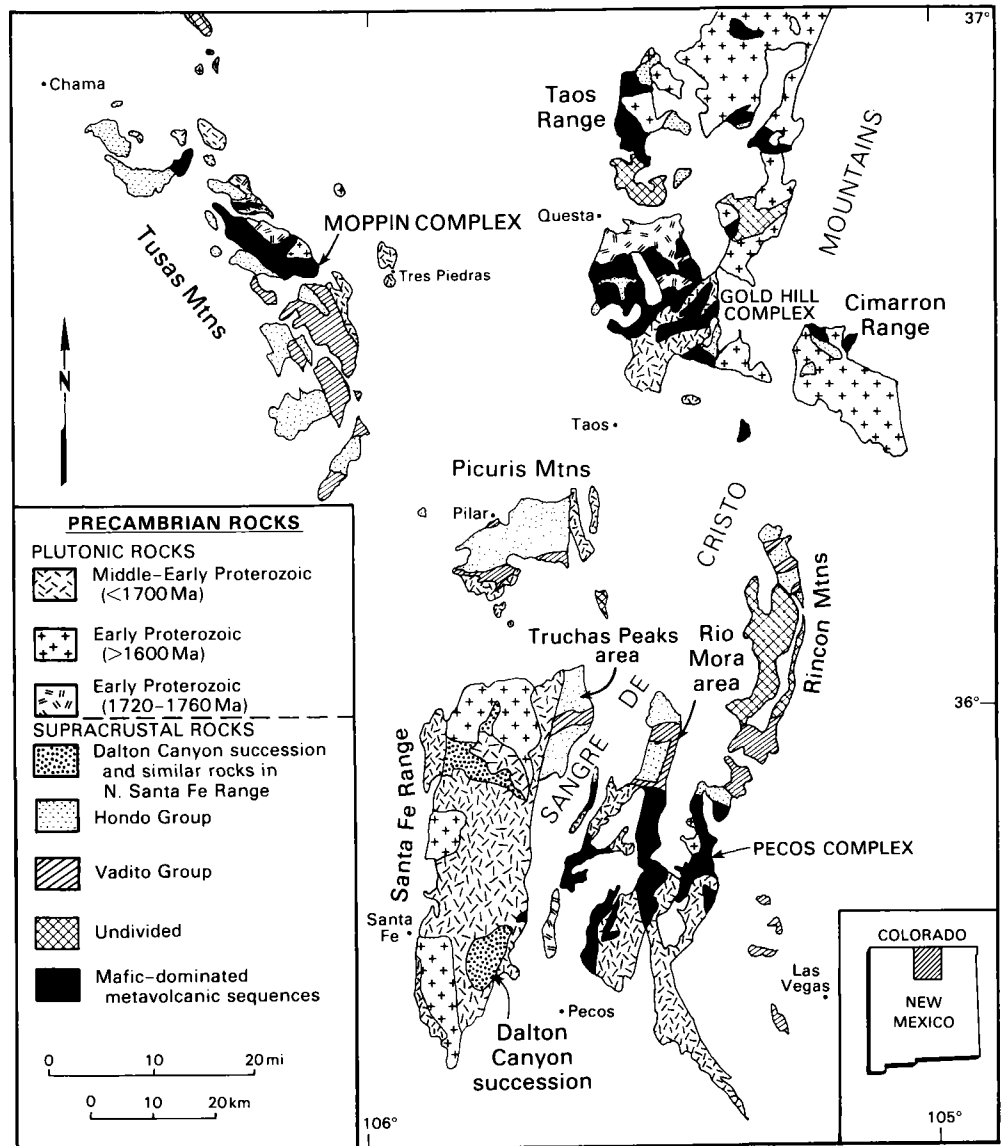 37°
Chama
Taos
Range
MOUNTAINS
Questa
MOPPIN COMPLEX
Tres Piedras
Tusas Mtns
GOLD HILL
COMPLEX
Cimarron
Range
N
Taos
Picuris Mtns
Pilar
CRISTO
Rincon Mtns
Truchas Peaks
area
Rio
Mora
area
DE
36°
SANGRE
Santa Fe Range
PECOS COMPLEX
Santa
Fe
Las
Vegas
Pecos
Dalton
Canyon
succession
PRECAMBRIAN ROCKS
PLUTONIC ROCKS
Middle-Early Proterozoic
(<1700 Ma)
Early Proterozoic
(>1600 Ma)
Early Proterozoic
(1720-1760 Ma)
SUPRACRUSTAL ROCKS
Dalton Canyon succession
and similar rocks in
N. Santa Fe Range
Hondo Group
Vadito Group
Undivided
Mafic-dominated
metavolcanic sequences
0 10 20 mi
0 10 20 km
COLORADO
NEW
MEXICO
106°
105°